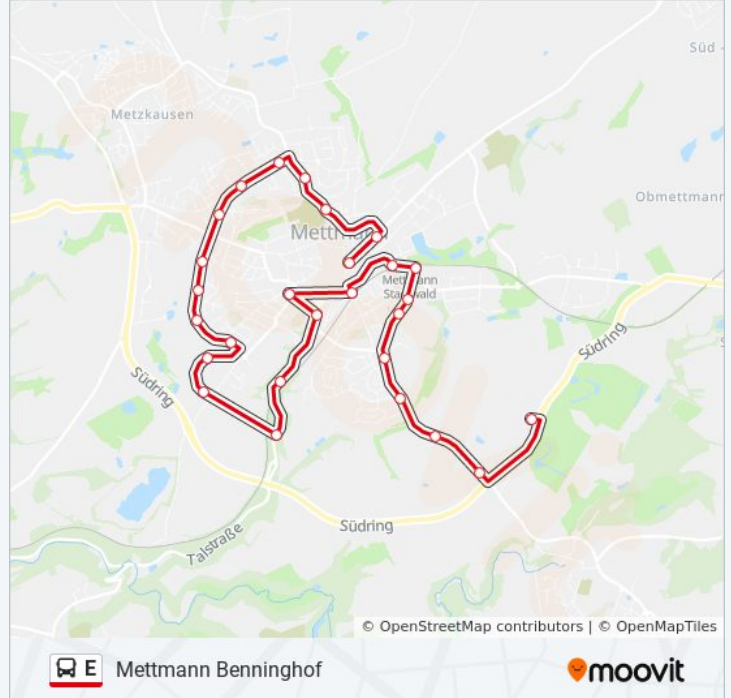 Süd
Metzkausen
Obmettmann
Mettmann
Mettmann
Stadtwald
Südring
Südring
Südring
Talstraße
© OpenStreetMap contributors | © OpenMapTiles
E Mettmann Benninghof
moovit